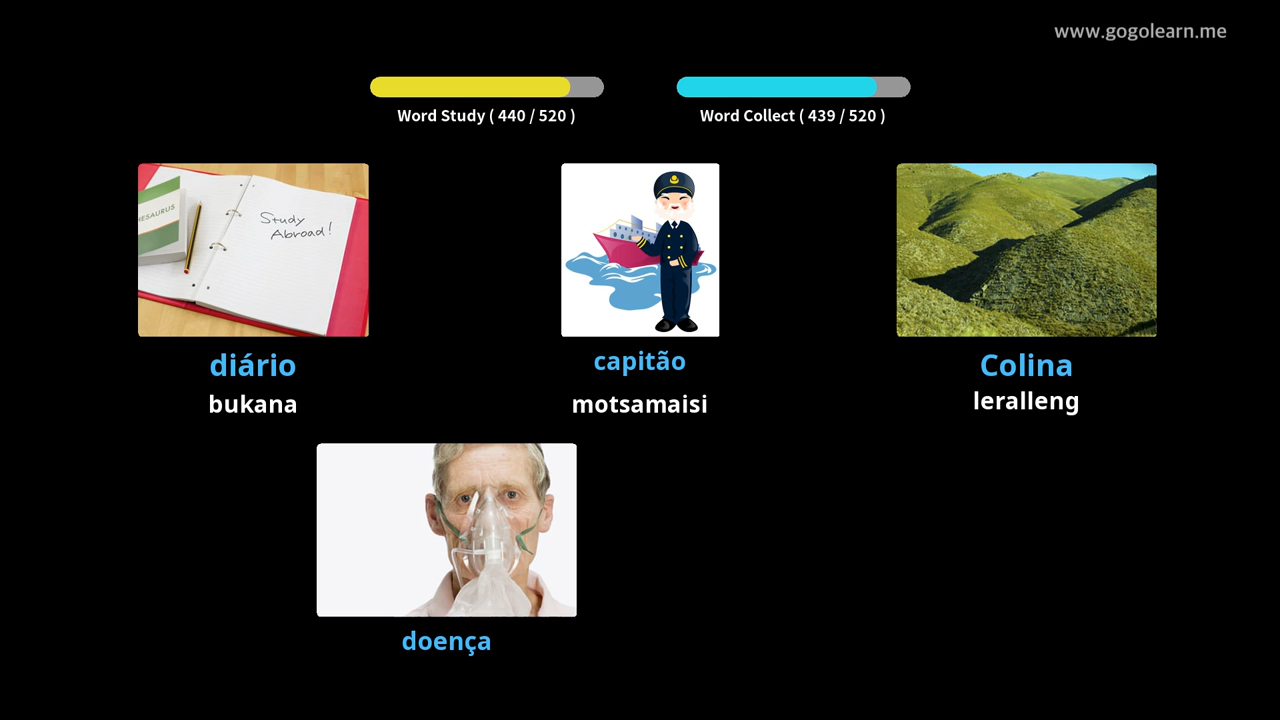 www.gogolearn.me
Word Study ( 440 / 520 )
Word Collect ( 439 / 520 )
THESAURUS
Study
Abroad!
diário
bukana
capitão
motsamaisi
Colina
leralleng
doença